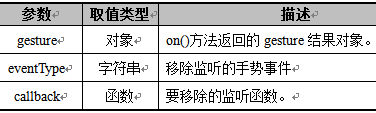 参数 取值类型 描述
gesture 对象 on()方法返回的 gesture 结果对象。
eventType 字符串 移除监听的手势事件
callback 函数 要移除的监听函数。